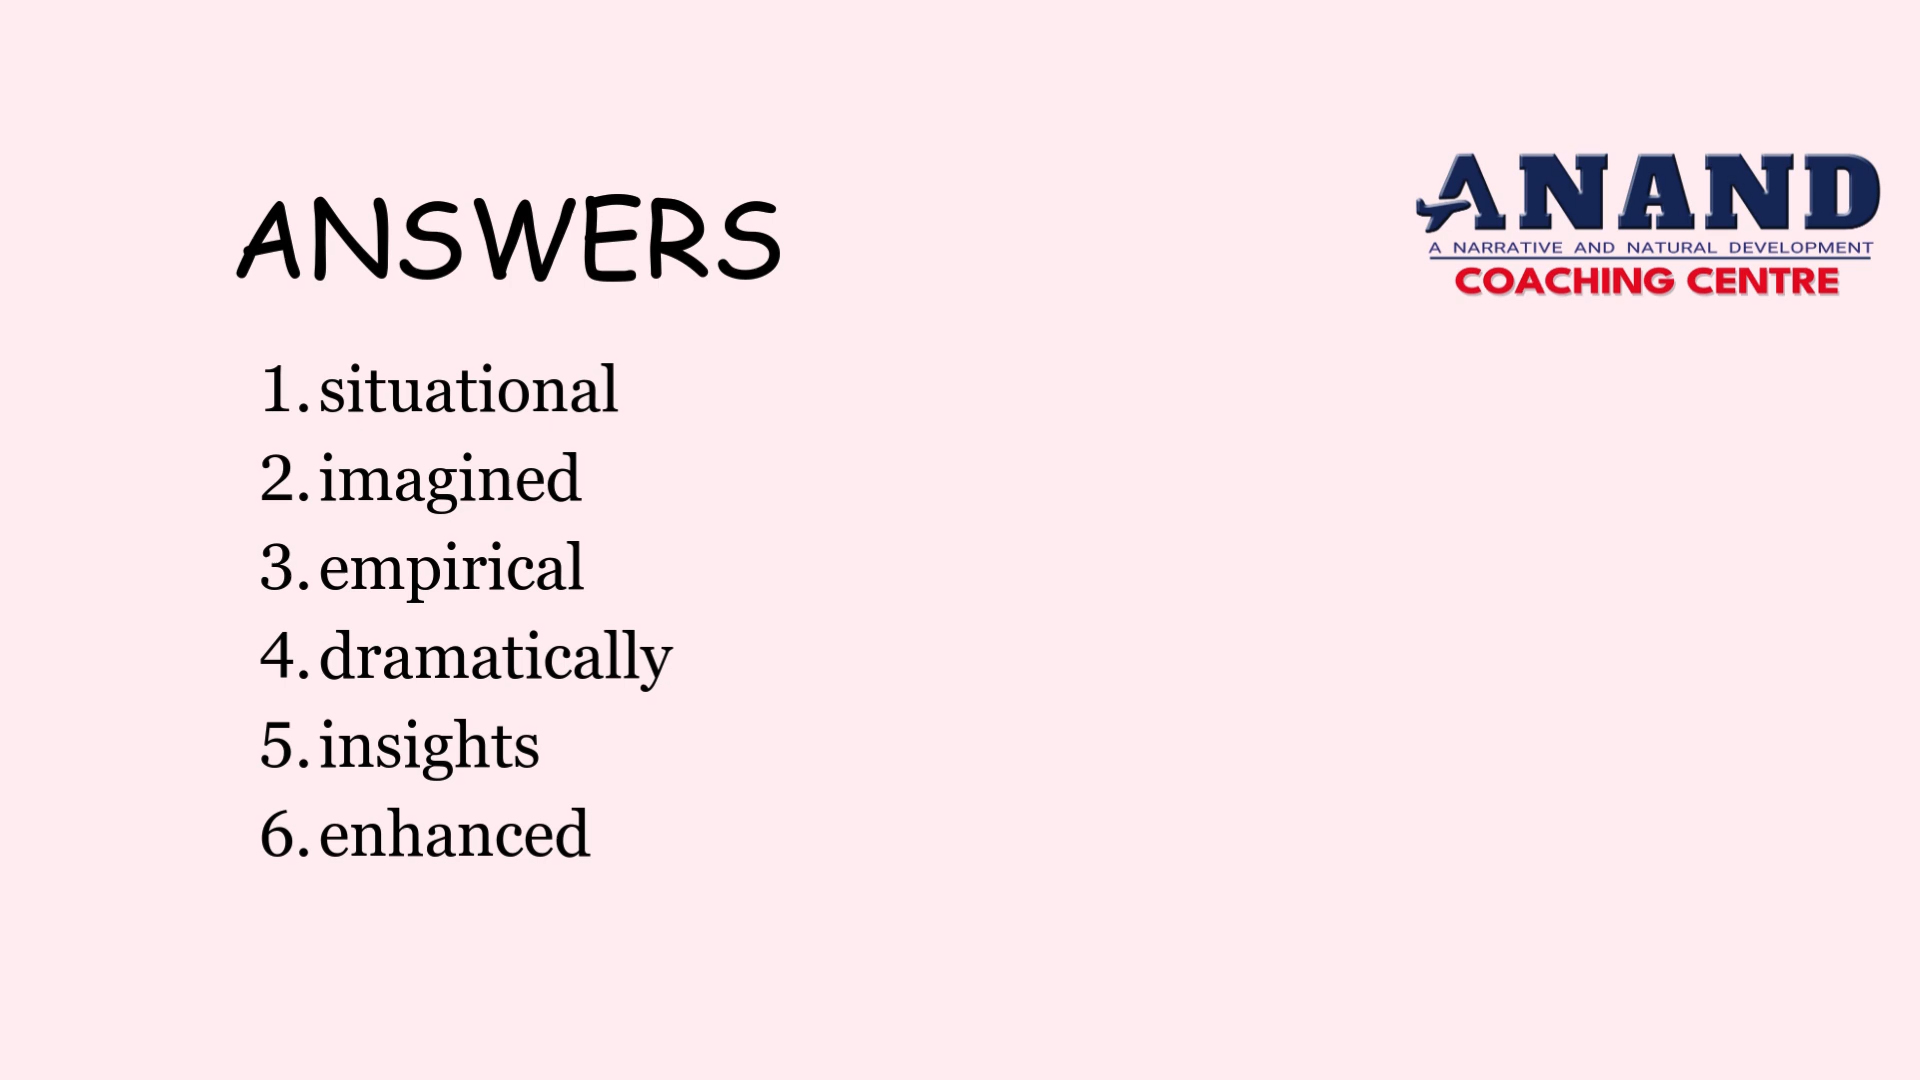 ANAND
A NARRATIVE AND NATURAL DEVELOPMENT
COACHING CENTRE
ANSWERS
1. situational
2. imagined
3. empirical
4. dramatically
5. insights
6. enhanced